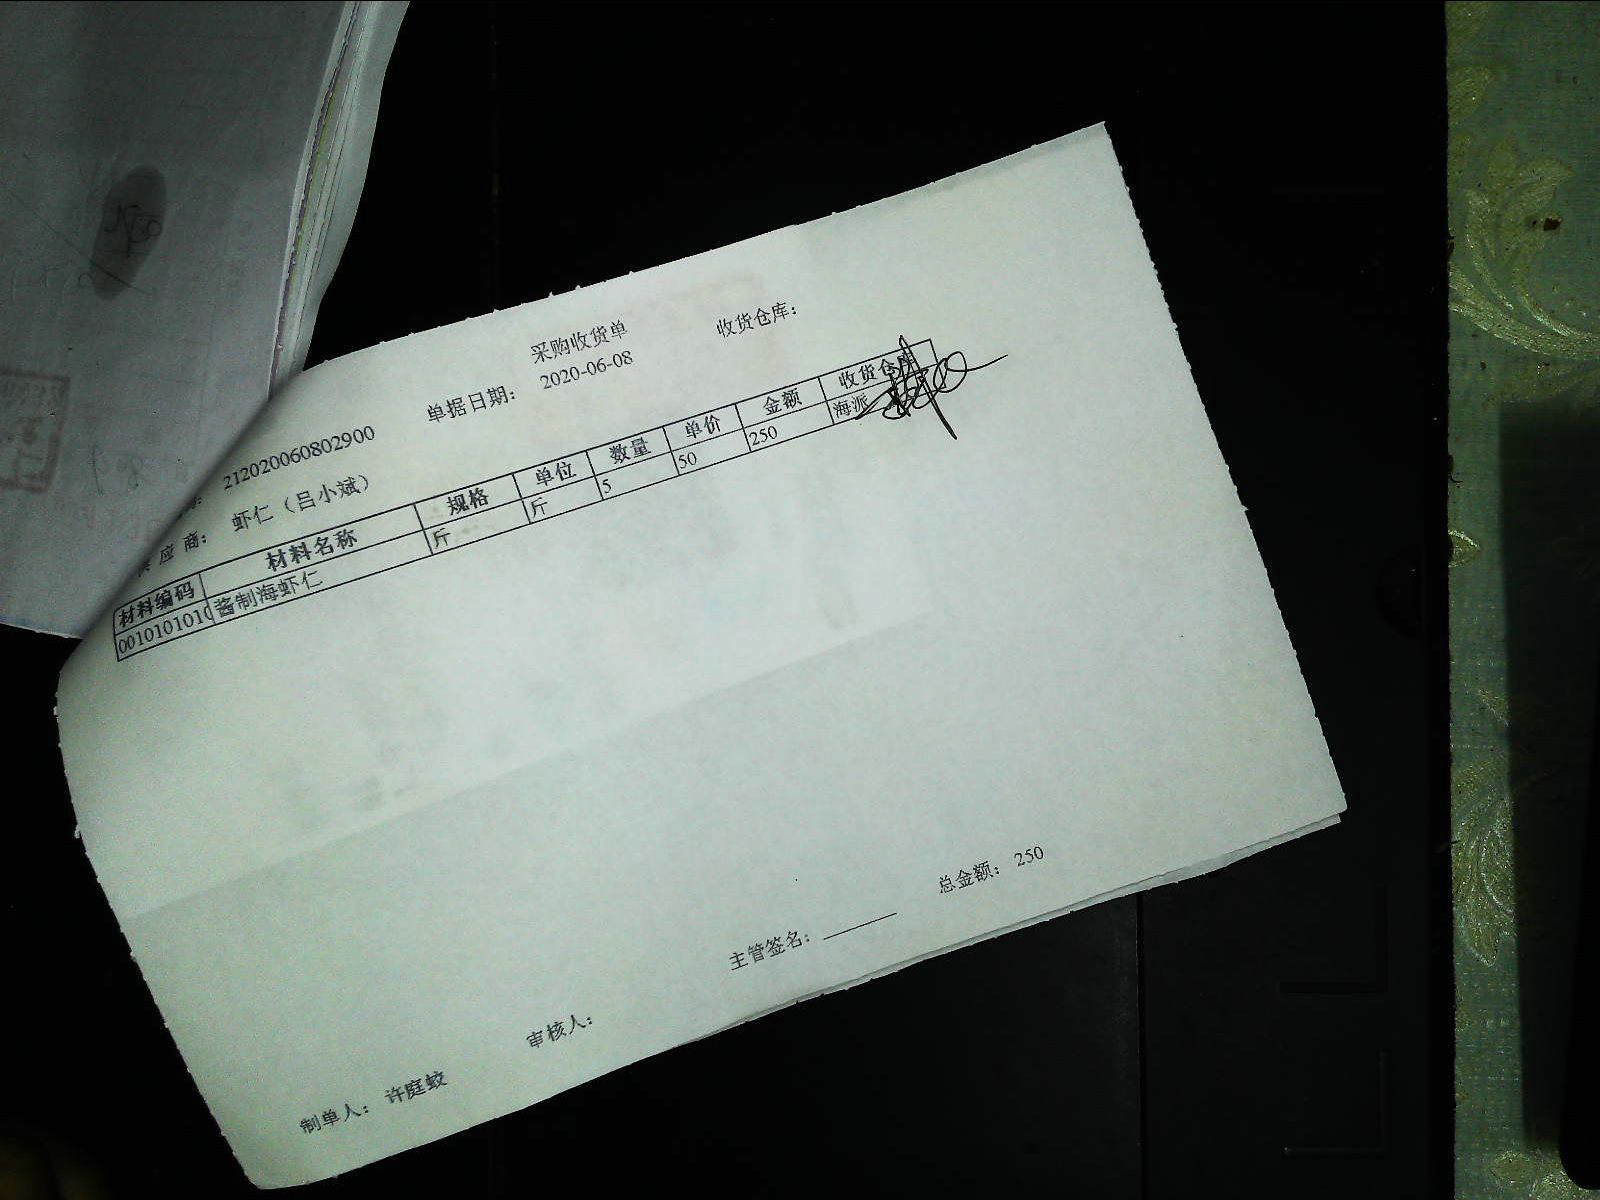 采购收货单
收货仓库：
单据日期： 2020-06-08
212020060802900
供 应 商： 虾仁（吕小斌）
材料编码 材料名称 规格 单位 数量 单价 金额 收货仓库
0010101010 酱制海虾仁 斤 斤 5 50 250 海派
主管签名： 总金额： 250
制单人： 许庭蛟 审核人：